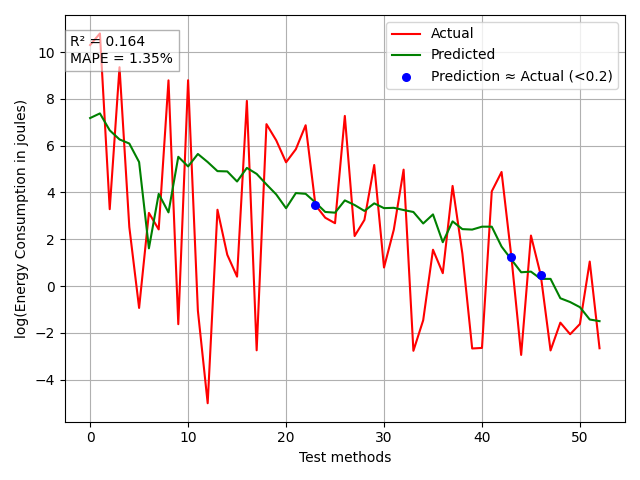 R² = 0.164
MAPE = 1.35%
Actual
Predicted
Prediction ≈ Actual (<0.2)
log(Energy Consumption in joules)
10
8
6
4
2
0
−2
−4
0
10
20
30
40
50
Test methods